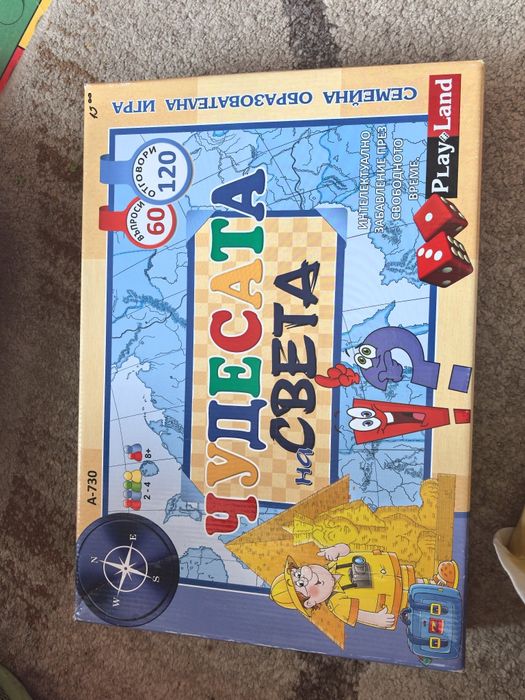 СЕМЕЙНА ОБРАЗОВАТЕЛНА ИГРА
A-730
2 - 4
8+
ВЪПРОСИ
60
ОТГОВОРИ
120
N
E
S
W
ЧУДЕСАТА
на СВЕТА
ИНТЕЛЕКТУАЛНО
ЗАБАВЛЕНИЕ ПРЕЗ
СВОБОДНОТО
ВРЕМЕ.
Play Land